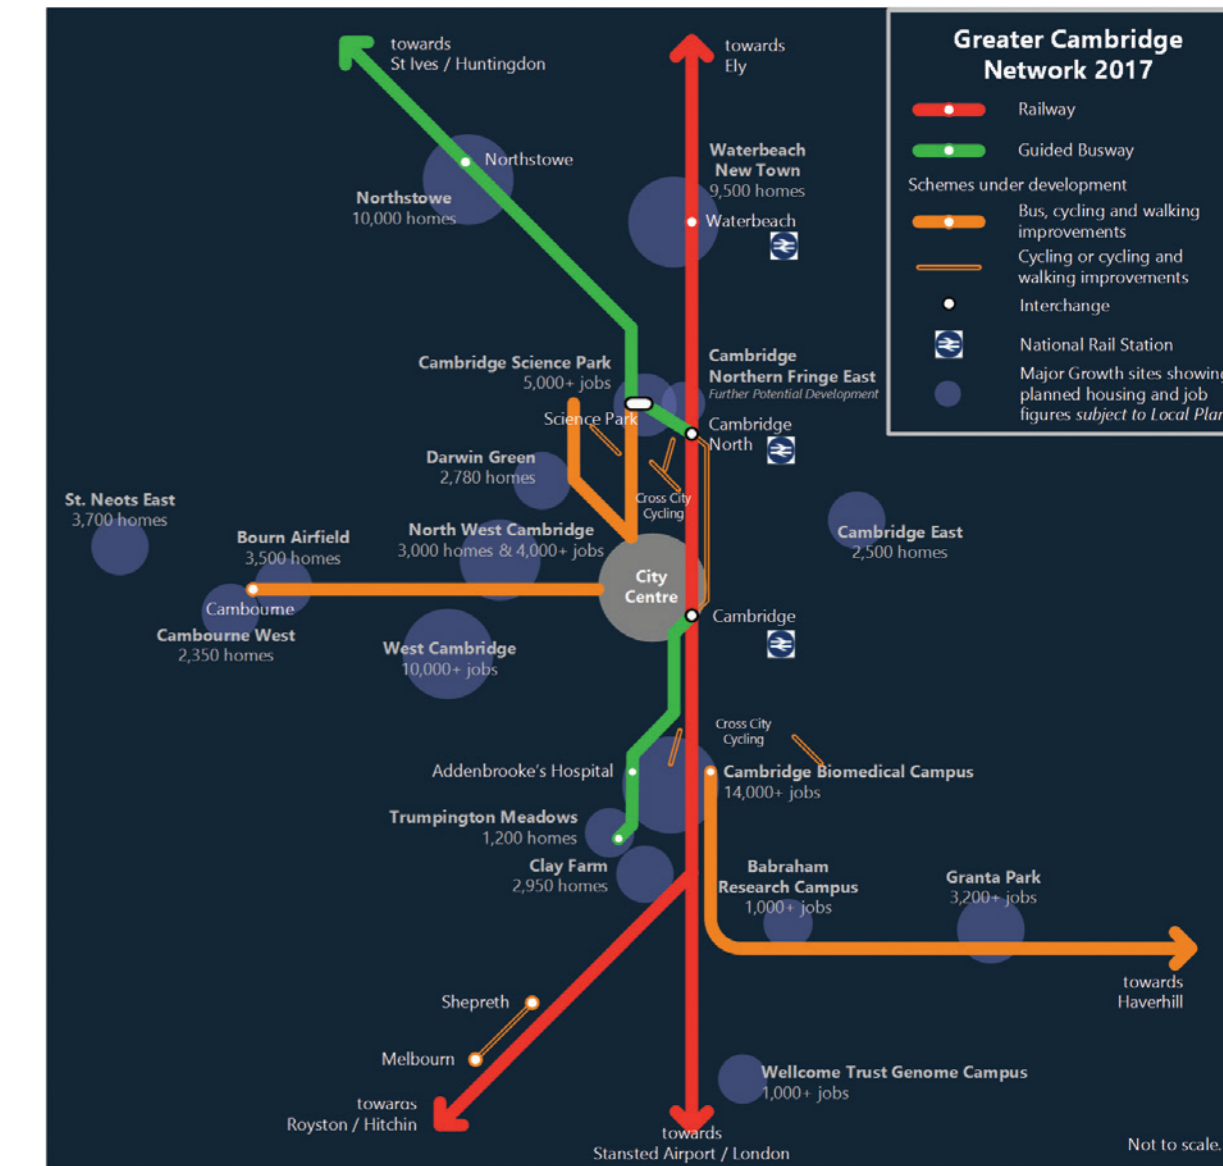 towards
St Ives / Huntingdon
towards
Ely
Greater Cambridge
Network 2017
Railway
Guided Busway
Schemes under development
Bus, cycling and walking
improvements
Cycling or cycling and
walking improvements
Interchange
National Rail Station
Major Growth sites showing
planned housing and job
figures subject to Local Plan
Northstowe
Northstowe
10,000 homes
Waterbeach
New Town
9,500 homes
Waterbeach
Cambridge Science Park
5,000+ jobs
Science Park
Cambridge
Northern Fringe East
Further Potential Development
Cambridge
North
Darwin Green
2,780 homes
Cross City
Cycling
St. Neots East
3,700 homes
Bourn Airfield
3,500 homes
North West Cambridge
3,000 homes & 4,000+ jobs
Cambridge East
2,500 homes
City
Centre
Cambourne
Cambourne West
2,350 homes
Cambridge
West Cambridge
10,000+ jobs
Cross City
Cycling
Addenbrooke's Hospital
Cambridge Biomedical Campus
14,000+ jobs
Trumpington Meadows
1,200 homes
Clay Farm
2,950 homes
Babraham
Research Campus
1,000+ jobs
Granta Park
3,200+ jobs
towards
Haverhill
Shepreth
Melbourn
Wellcome Trust Genome Campus
1,000+ jobs
towards
Royston / Hitchin
towards
Stansted Airport / London
Not to scale.